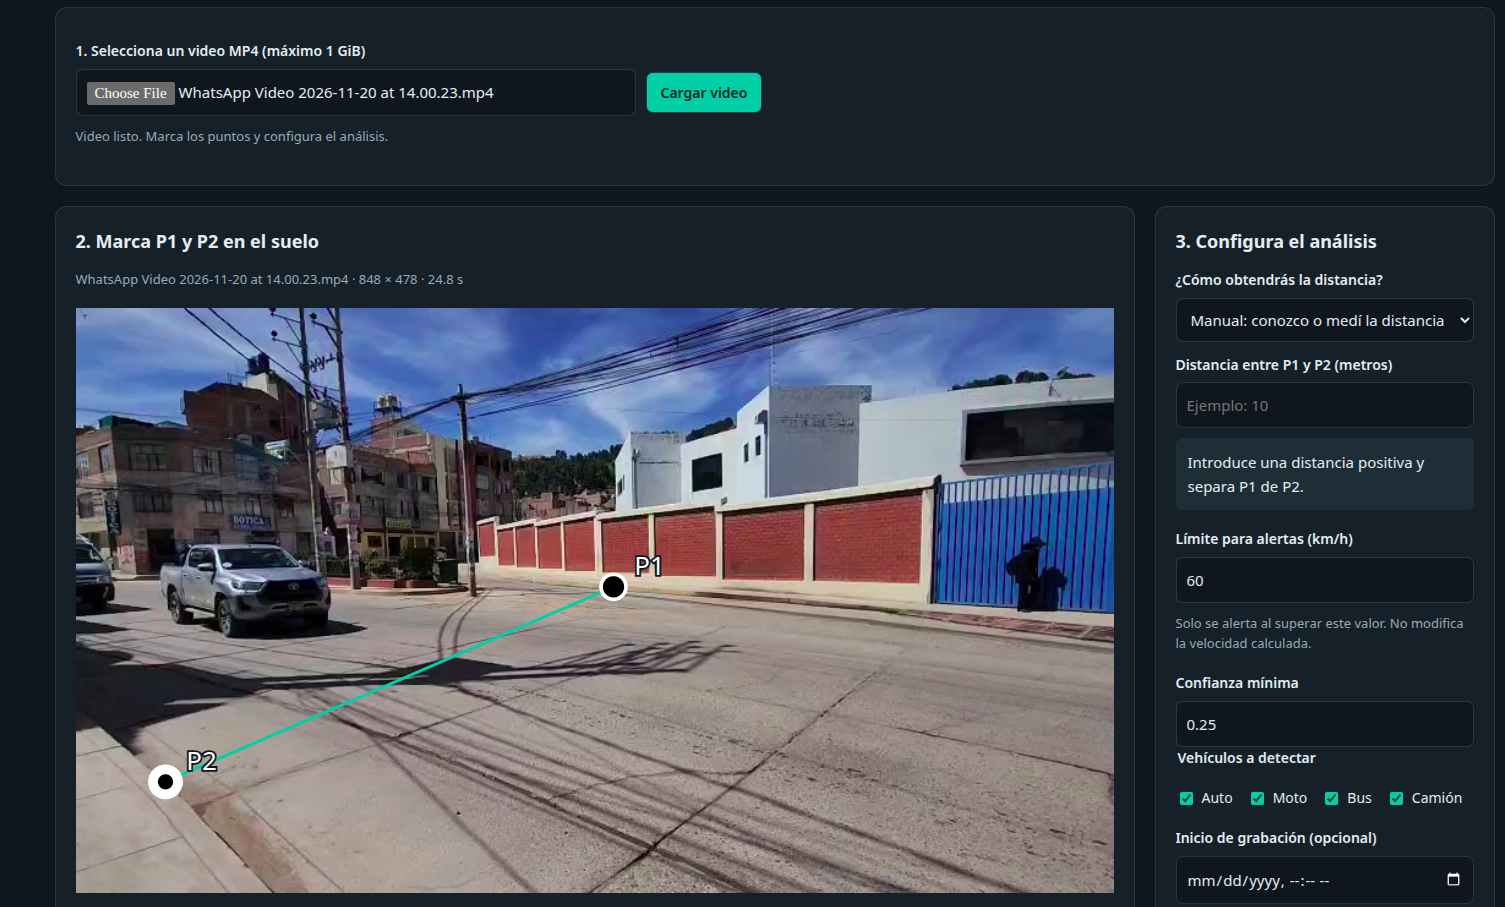 1. Selecciona un video MP4 (máximo 1 GiB)
Choose File WhatsApp Video 2026-11-20 at 14.00.23.mp4
Cargar video
Video listo. Marca los puntos y configura el análisis.
2. Marca P1 y P2 en el suelo
WhatsApp Video 2026-11-20 at 14.00.23.mp4 · 848 × 478 · 24.8 s
BOTICA
P1
P2
3. Configura el análisis
¿Cómo obtendrás la distancia?
Manual: conozco o medí la distancia
Distancia entre P1 y P2 (metros)
Ejemplo: 10
Introduce una distancia positiva y
separa P1 de P2.
Límite para alertas (km/h)
60
Solo se alerta al superar este valor. No modifica
la velocidad calculada.
Confianza mínima
0.25
Vehículos a detectar
Auto Moto Bus Camión
Inicio de grabación (opcional)
mm/dd/yyyy, --:-- --